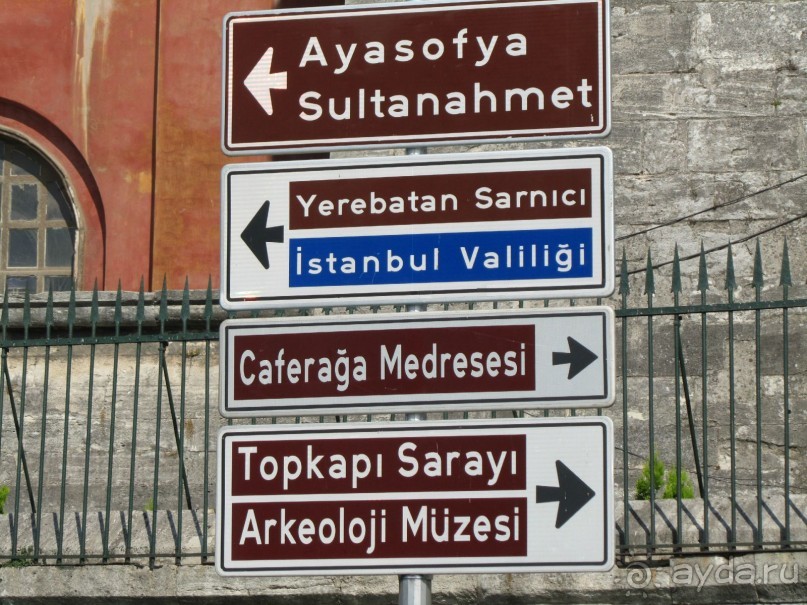 Ayasofya
Sultanahmet
Yerebatan Sarnıcı
İstanbul Valiliği
Caferağa Medresesi
Topkapı Sarayı
Arkeoloji Müzesi
ayda.ru